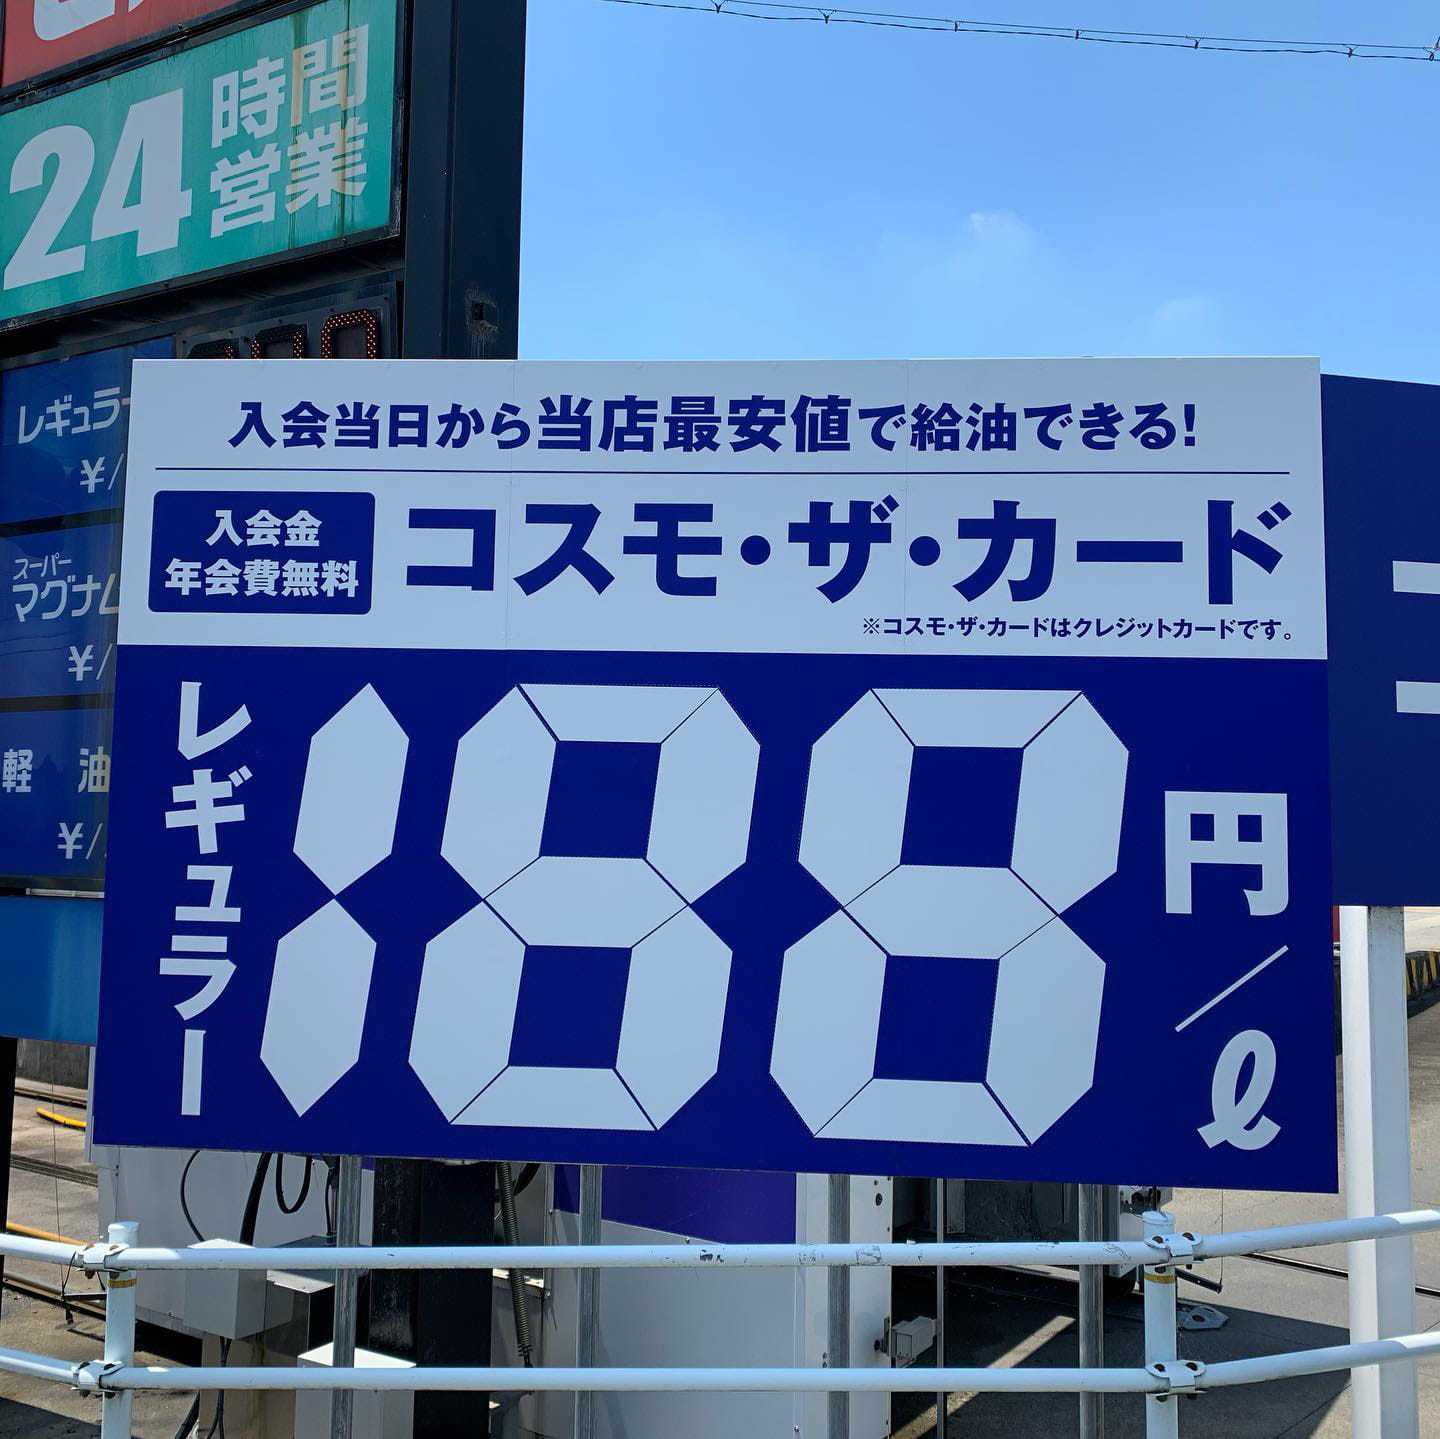 24 時間
営業
レギュラー
¥/
スーパー
マグナム
¥/
軽 油
¥/
入会当日から当店最安値で給油できる!
入会金
年会費無料
コスモ・ザ・カード
※コスモ・ザ・カードはクレジットカードです。
レギュラー
188
円/ℓ